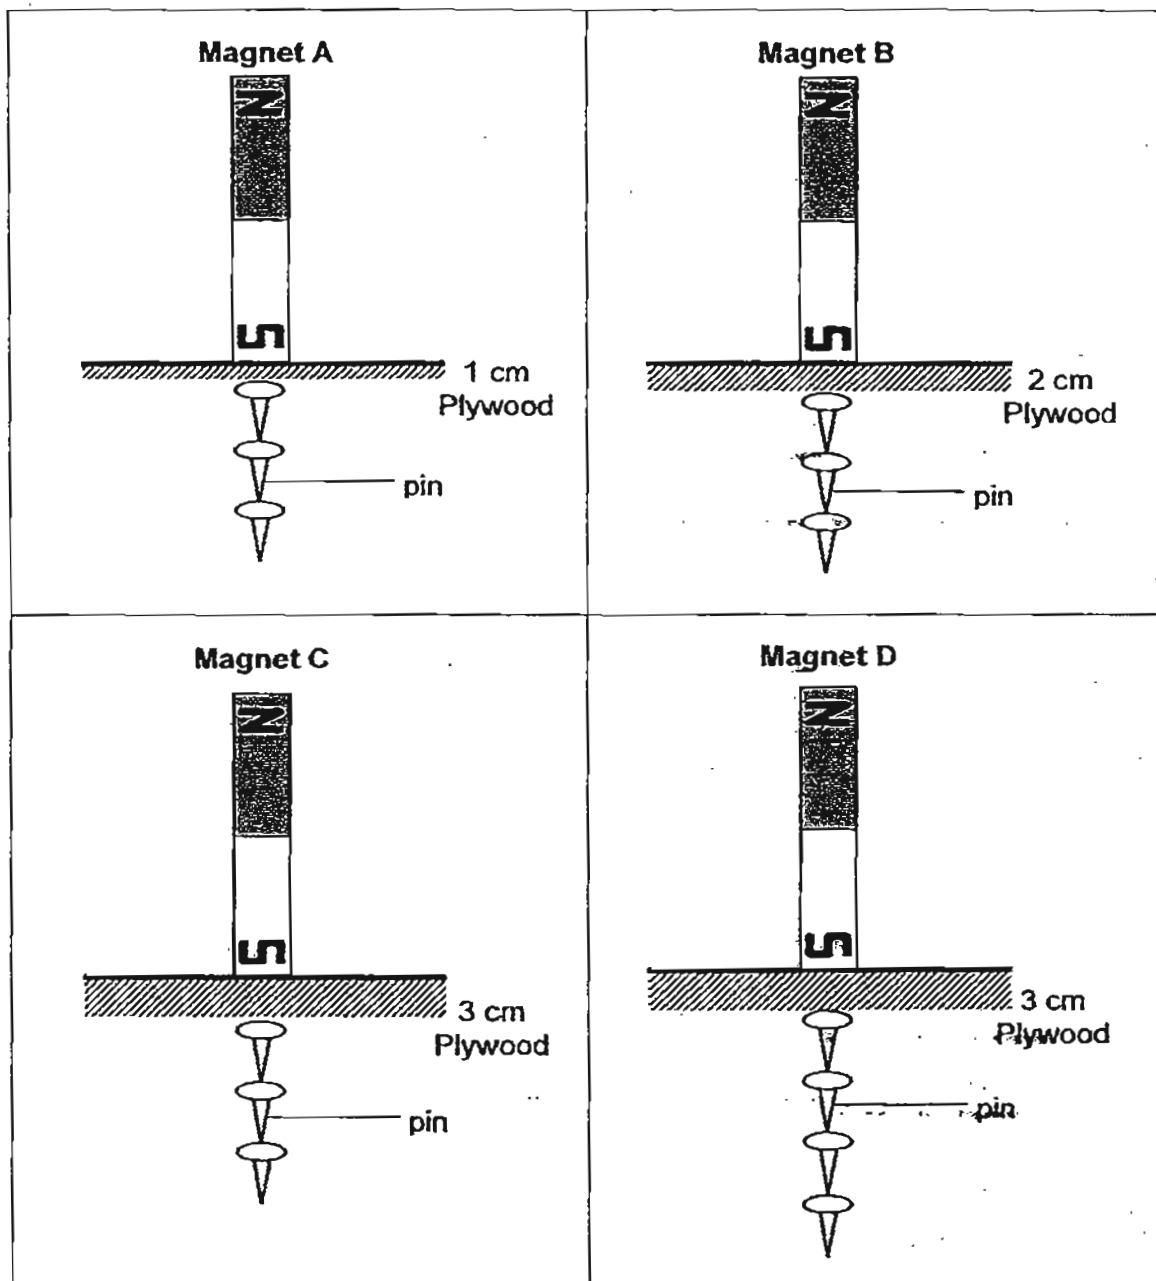 Magnet A
N
S
1 cm
Plywood
pin
Magnet B
N
S
2 cm
Plywood
pin
Magnet C
N
S
3 cm
Plywood
pin
Magnet D
N
S
3 cm
Plywood
pin